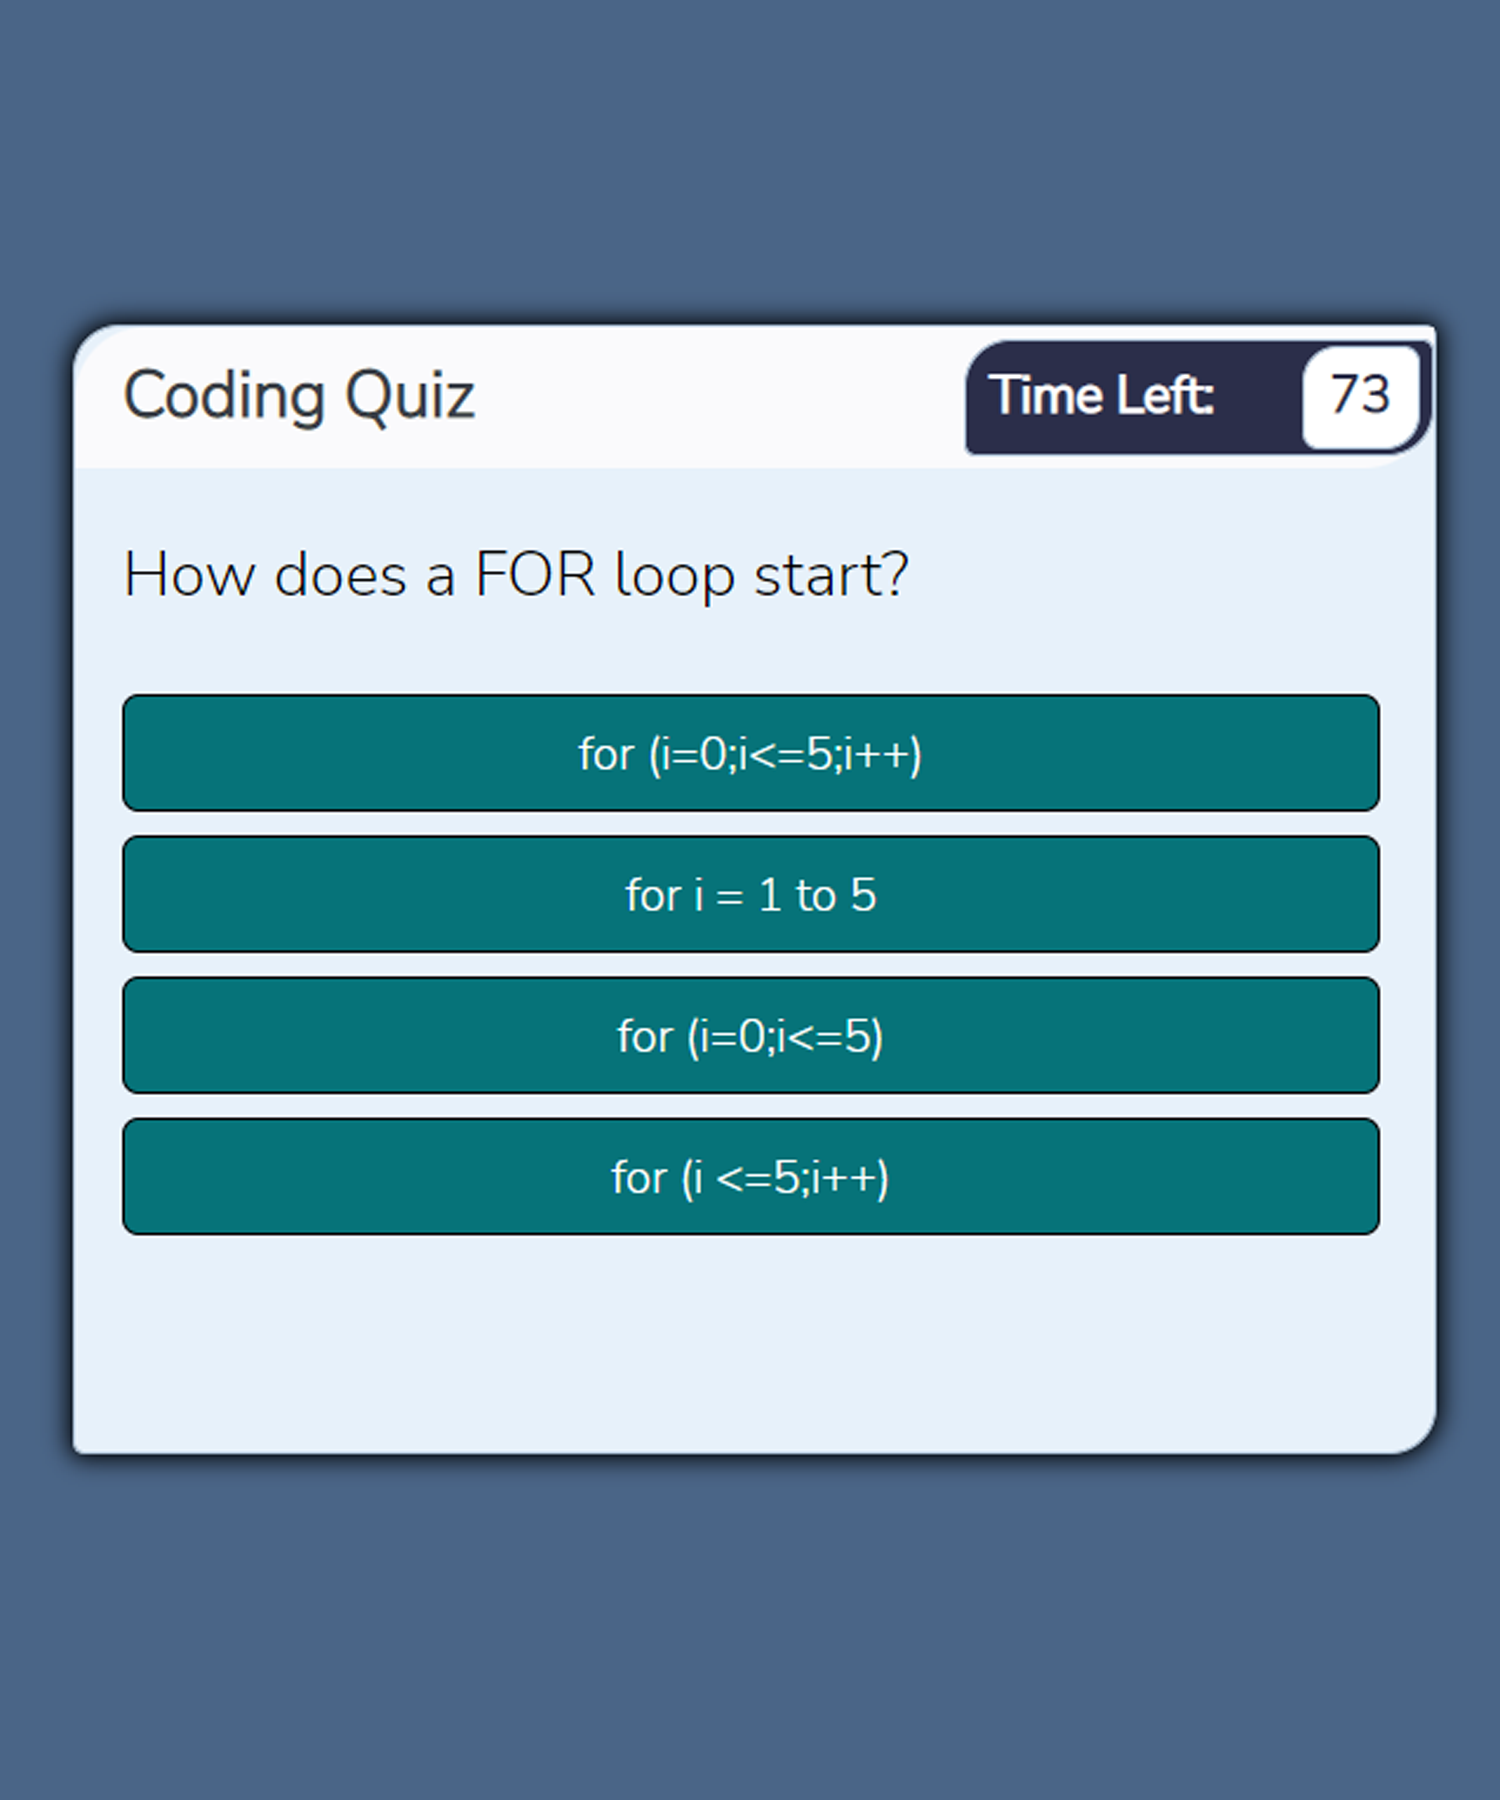 Coding Quiz
Time Left: 73
How does a FOR loop start?
for (i=0;i<=5;i++)
for i = 1 to 5
for (i=0;i<=5)
for (i <=5;i++)